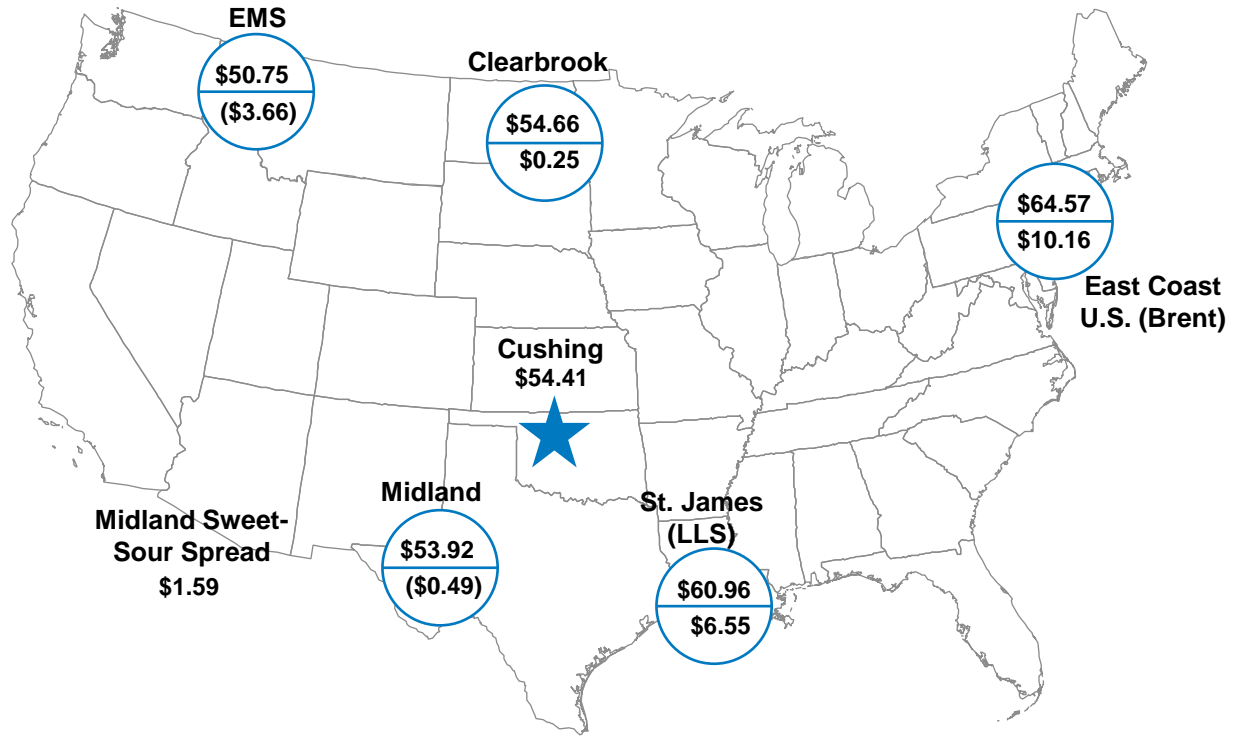 EMS
$50.75
($3.66)
Clearbrook
$54.66
$0.25
$64.57
$10.16
East Coast
U.S. (Brent)
Cushing
$54.41
Midland
$53.92
($0.49)
Midland Sweet-
Sour Spread
$1.59
St. James
(LLS)
$60.96
$6.55